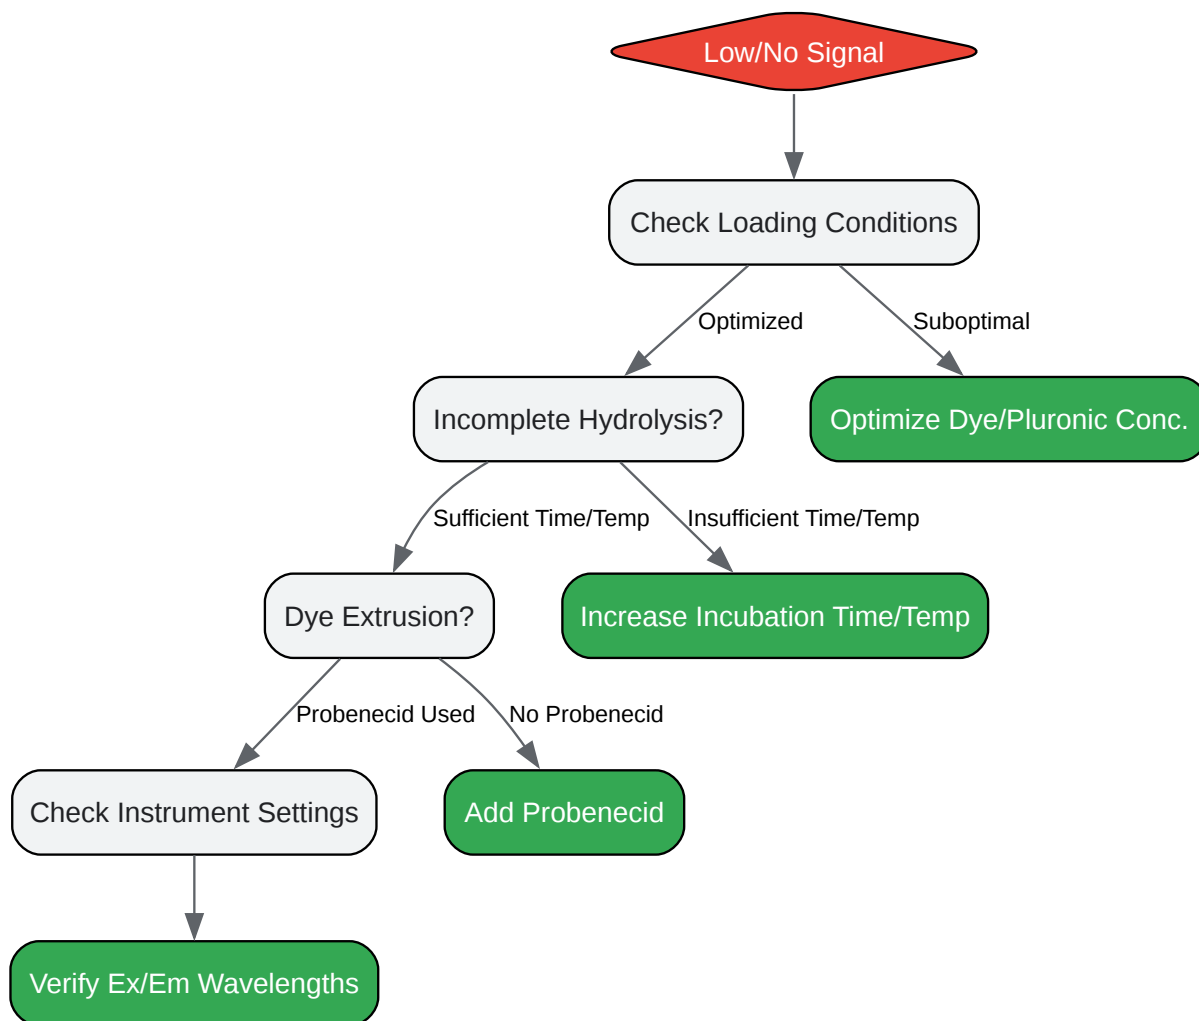 Low/No Signal
Check Loading Conditions
Optimized
Suboptimal
Incomplete Hydrolysis?
Optimize Dye/Pluronic Conc.
Sufficient Time/Temp
Insufficient Time/Temp
Dye Extrusion?
Increase Incubation Time/Temp
Probenecid Used
No Probenecid
Check Instrument Settings
Add Probenecid
Verify Ex/Em Wavelengths